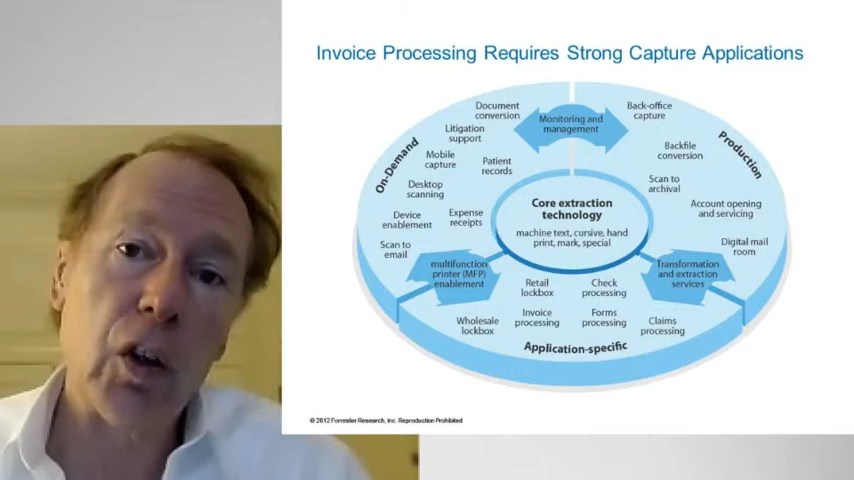 Invoice Processing Requires Strong Capture Applications
Document
conversion
Monitoring and
management
Back-office
capture
Litigation
support
Backfile
conversion
Mobile
capture
Patient
records
On-Demand
Production
Desktop
scanning
Scan to
archival
Core extraction
technology
machine text, cursive, hand
print, mark, special
Device
enablement
Expense
receipts
Account opening
and servicing
Scan to
email
Digital mail
room
multifunction
printer (MFP)
enablement
Transformation
and extraction
services
Retail
lockbox
Check
processing
Wholesale
lockbox
Invoice
processing
Forms
processing
Claims
processing
Application-specific
© 2012 Forrester Research, Inc. Reproduction Prohibited